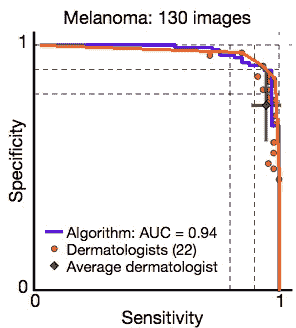 Melanoma: 130 images
1
Specificity
Algorithm: AUC = 0.94
Dermatologists (22)
Average dermatologist
0
0
1
Sensitivity